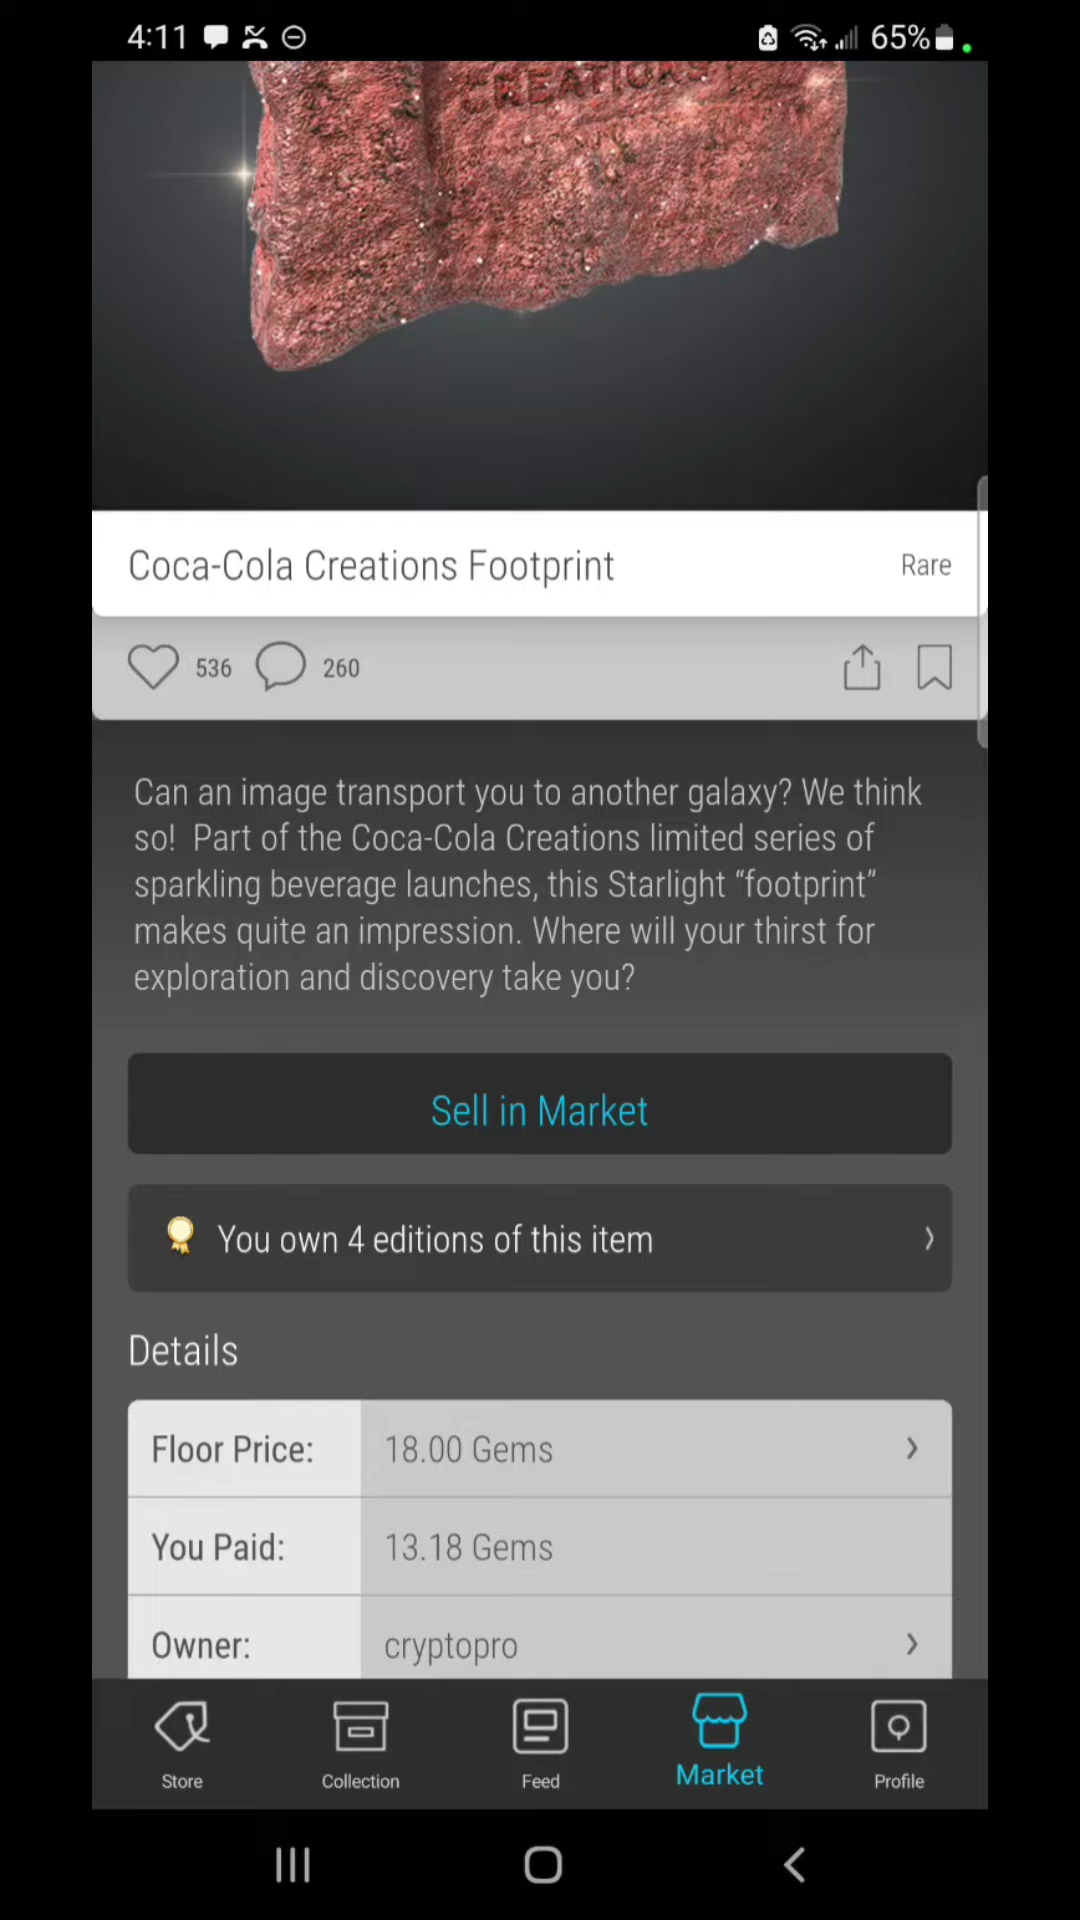 4:11
65%
CREATIONS
Coca-Cola Creations Footprint
Rare
536
260
Can an image transport you to another galaxy? We think
so!  Part of the Coca-Cola Creations limited series of
sparkling beverage launches, this Starlight “footprint”
makes quite an impression. Where will your thirst for
exploration and discovery take you?
Sell in Market
You own 4 editions of this item
Details
Floor Price:
18.00 Gems
You Paid:
13.18 Gems
Owner:
cryptopro
Store
Collection
Feed
Market
Profile